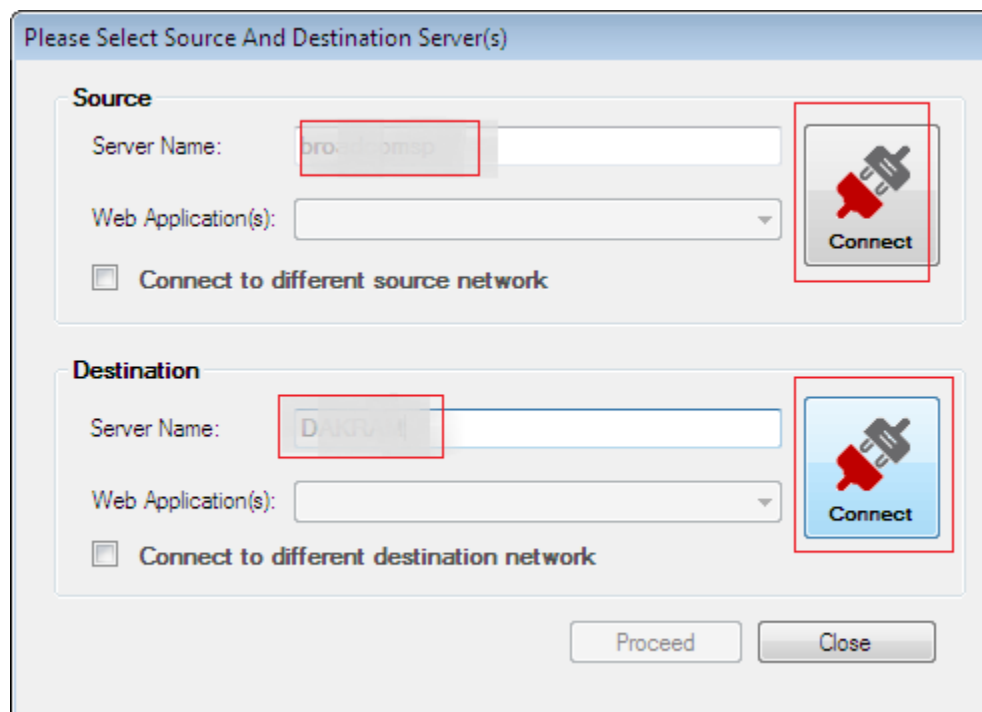 Please Select Source And Destination Server(s)
Source
Server Name:
Web Application(s):
Connect
Connect to different source network
Destination
Server Name:
Web Application(s):
Connect
Connect to different destination network
Proceed
Close